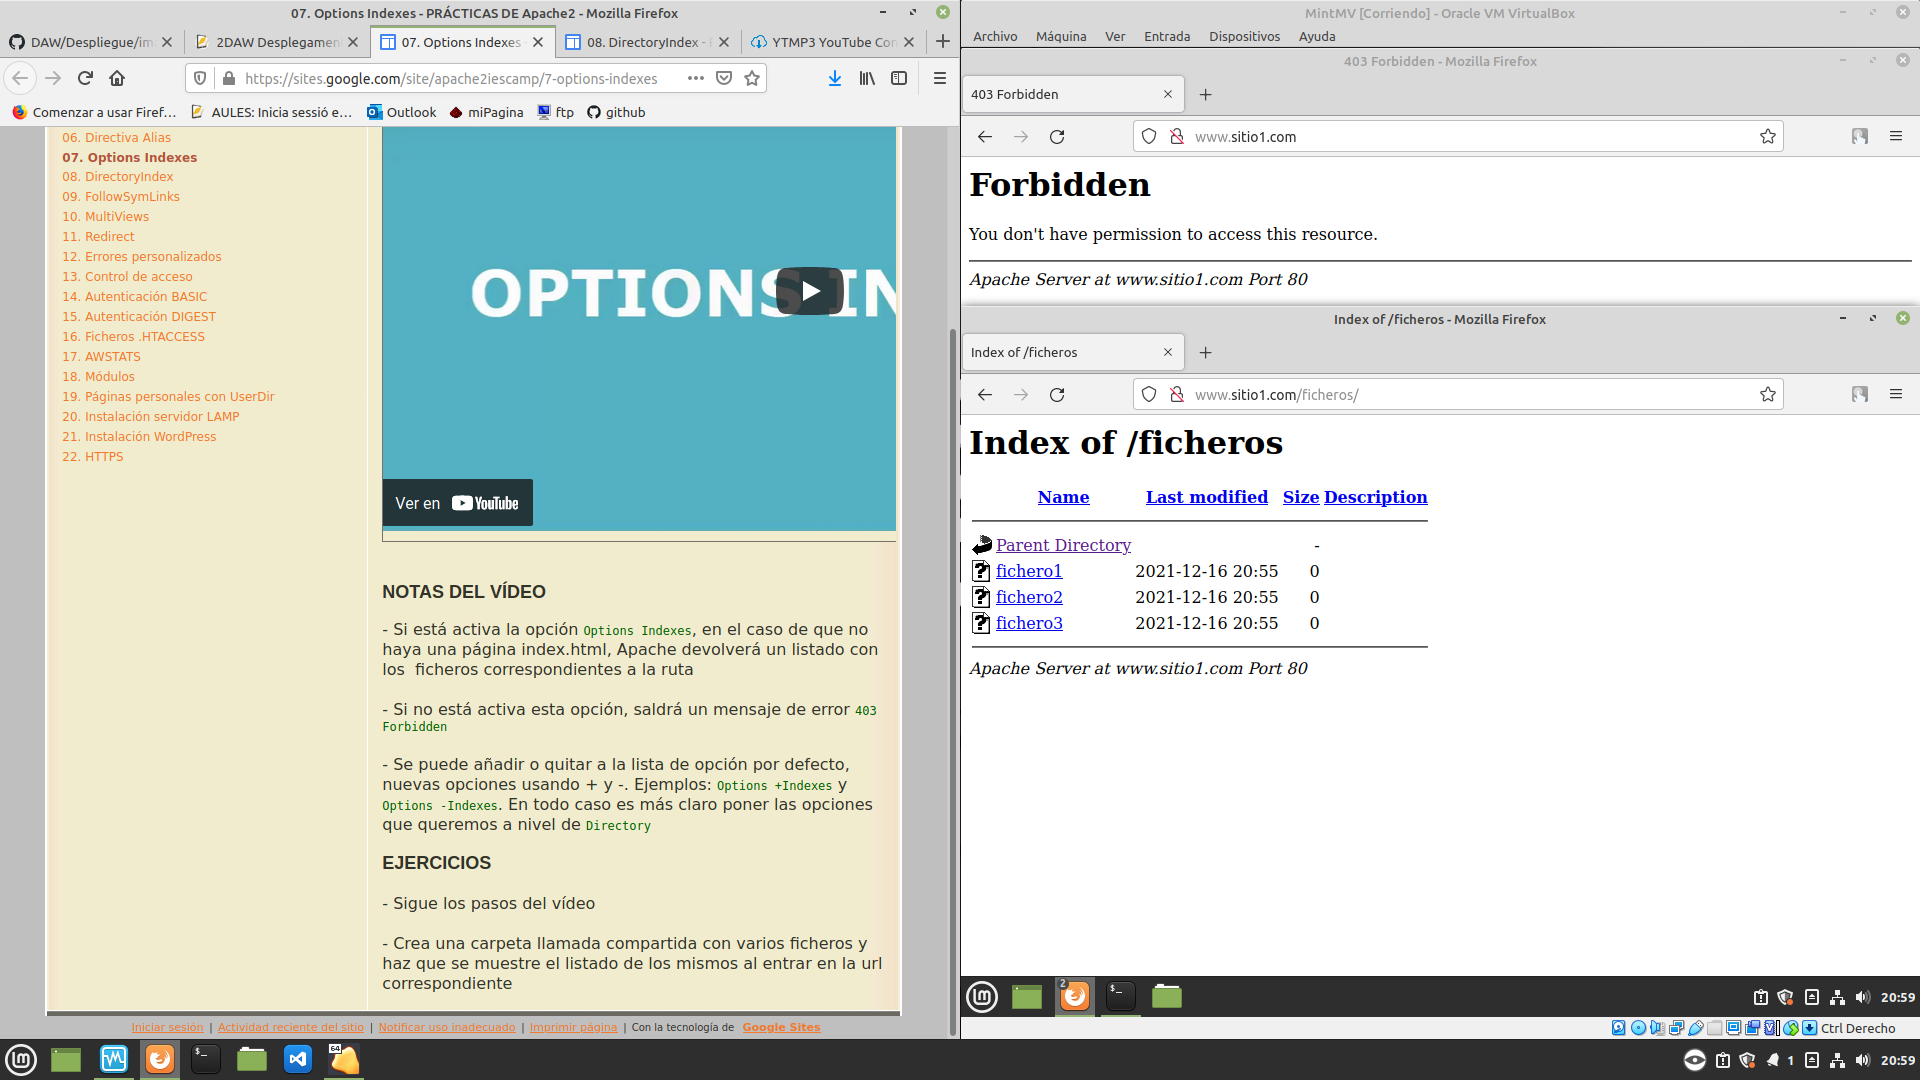 07. Options Indexes - PRÁCTICAS DE Apache2 - Mozilla Firefox
DAW/Despliegue/im
2DAW Desplegamen
07. Options Indexes -
08. DirectoryIndex - P
YTMP3 YouTube Con
https://sites.google.com/site/apache2iescamp/7-options-indexes
Comenzar a usar Firef...
AULES: Inicia sessió e...
Outlook
miPagina
ftp
github
06. Directiva Alias
07. Options Indexes
08. DirectoryIndex
09. FollowSymLinks
10. MultiViews
11. Redirect
12. Errores personalizados
13. Control de acceso
14. Autenticación BASIC
15. Autenticación DIGEST
16. Ficheros .HTACCESS
17. AWSTATS
18. Módulos
19. Páginas personales con UserDir
20. Instalación servidor LAMP
21. Instalación WordPress
22. HTTPS
OPTIONS IN
Ver en YouTube
NOTAS DEL VÍDEO
- Si está activa la opción Options Indexes, en el caso de que no
haya una página index.html, Apache devolverá un listado con
los ficheros correspondientes a la ruta
- Si no está activa esta opción, saldrá un mensaje de error 403
Forbidden
- Se puede añadir o quitar a la lista de opción por defecto,
nuevas opciones usando + y -. Ejemplos: Options +Indexes y
Options -Indexes. En todo caso es más claro poner las opciones
que queremos a nivel de Directory
EJERCICIOS
- Sigue los pasos del vídeo
- Crea una carpeta llamada compartida con varios ficheros y
haz que se muestre el listado de los mismos al entrar en la url
correspondiente
Iniciar sesión | Actividad reciente del sitio | Notificar uso inadecuado | Imprimir página | Con la tecnología de Google Sites
MintMV [Corriendo] - Oracle VM VirtualBox
Archivo Máquina Ver Entrada Dispositivos Ayuda
403 Forbidden - Mozilla Firefox
403 Forbidden
www.sitio1.com
Forbidden
You don't have permission to access this resource.
Apache Server at www.sitio1.com Port 80
Index of /ficheros - Mozilla Firefox
Index of /ficheros
www.sitio1.com/ficheros/
Index of /ficheros
Name Last modified Size Description
Parent Directory -
fichero1 2021-12-16 20:55 0
fichero2 2021-12-16 20:55 0
fichero3 2021-12-16 20:55 0
Apache Server at www.sitio1.com Port 80
2
20:59
Ctrl Derecho
64
1
20:59